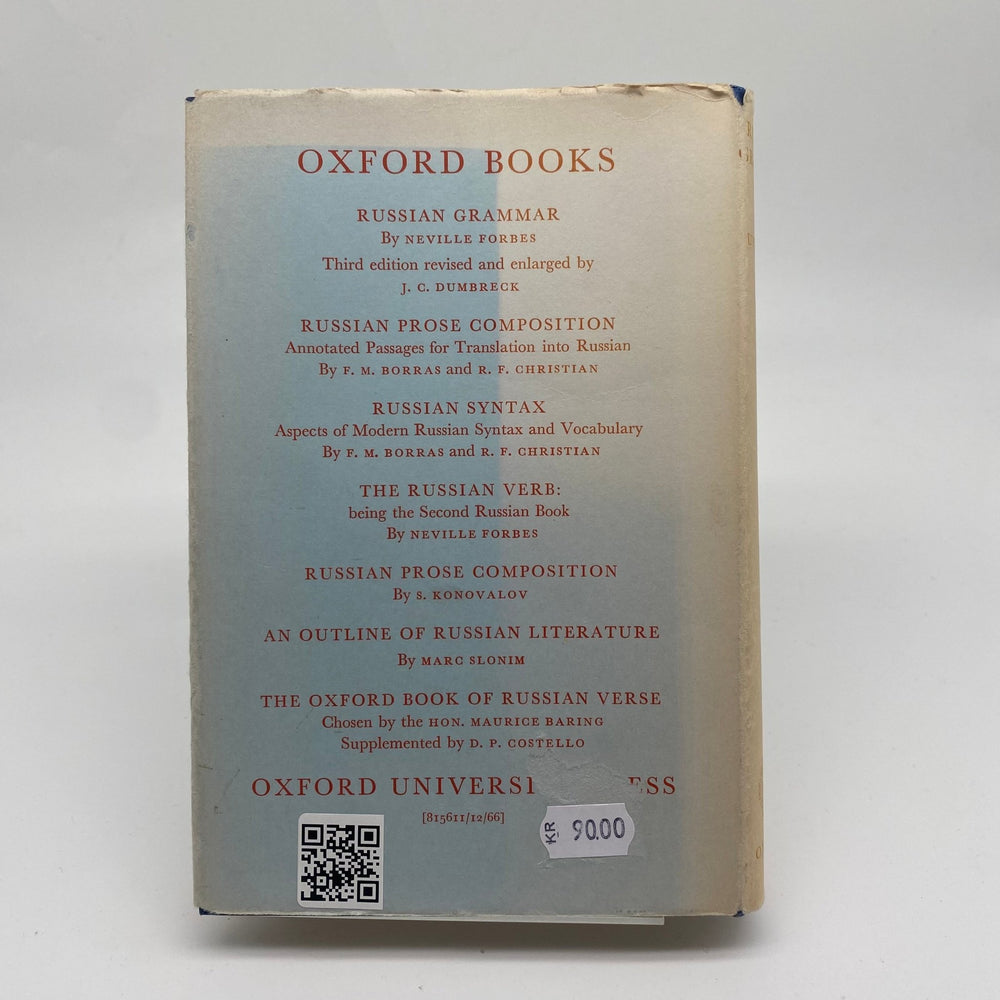 OXFORD BOOKS
RUSSIAN GRAMMAR
By NEVILLE FORBES
Third edition revised and enlarged by
J. C. DUMBRECK
RUSSIAN PROSE COMPOSITION
Annotated Passages for Translation into Russian
By F. M. BORRAS and R. F. CHRISTIAN
RUSSIAN SYNTAX
Aspects of Modern Russian Syntax and Vocabulary
By F. M. BORRAS and R. F. CHRISTIAN
THE RUSSIAN VERB:
being the Second Russian Book
By NEVILLE FORBES
RUSSIAN PROSE COMPOSITION
By S. KONOVALOV
AN OUTLINE OF RUSSIAN LITERATURE
By MARC SLONIM
THE OXFORD BOOK OF RUSSIAN VERSE
Chosen by the HON. MAURICE BARING
Supplemented by D. P. COSTELLO
OXFORD UNIVERSI ESS
[815611/12/66]
KR 90.00